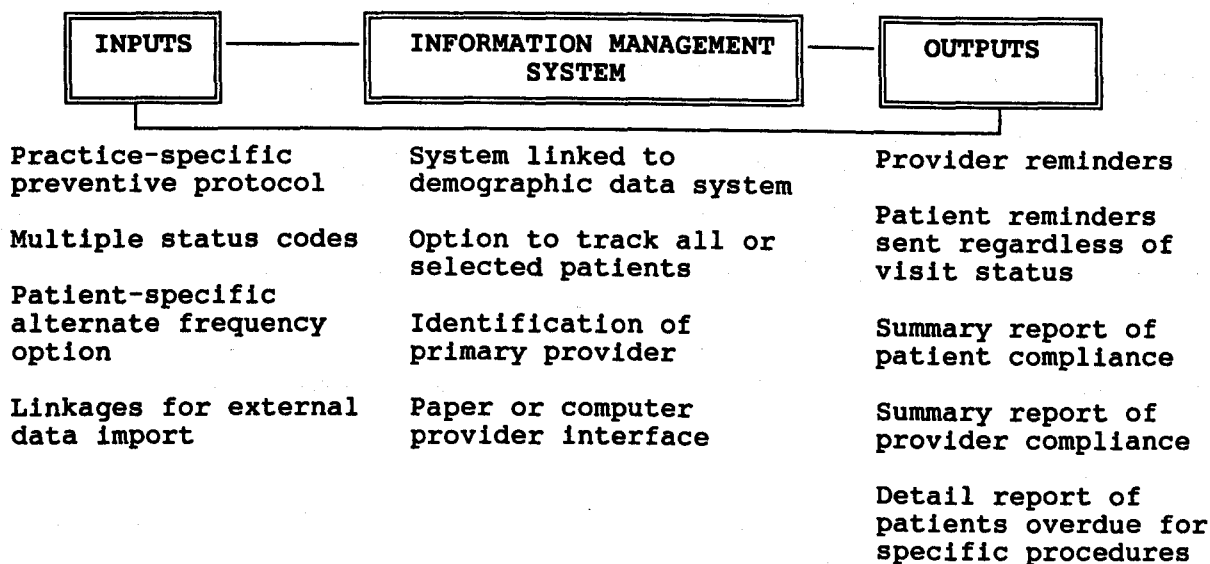 INPUTS
INFORMATION MANAGEMENT
SYSTEM
OUTPUTS
Practice-specific
preventive protocol
Multiple status codes
Patient-specific
alternate frequency
option
Linkages for external
data import
System linked to
demographic data system
Option to track all or
selected patients
Identification of
primary provider
Paper or computer
provider interface
Provider reminders
Patient reminders
sent regardless of
visit status
Summary report of
patient compliance
Summary report of
provider compliance
Detail report of
patients overdue for
specific procedures